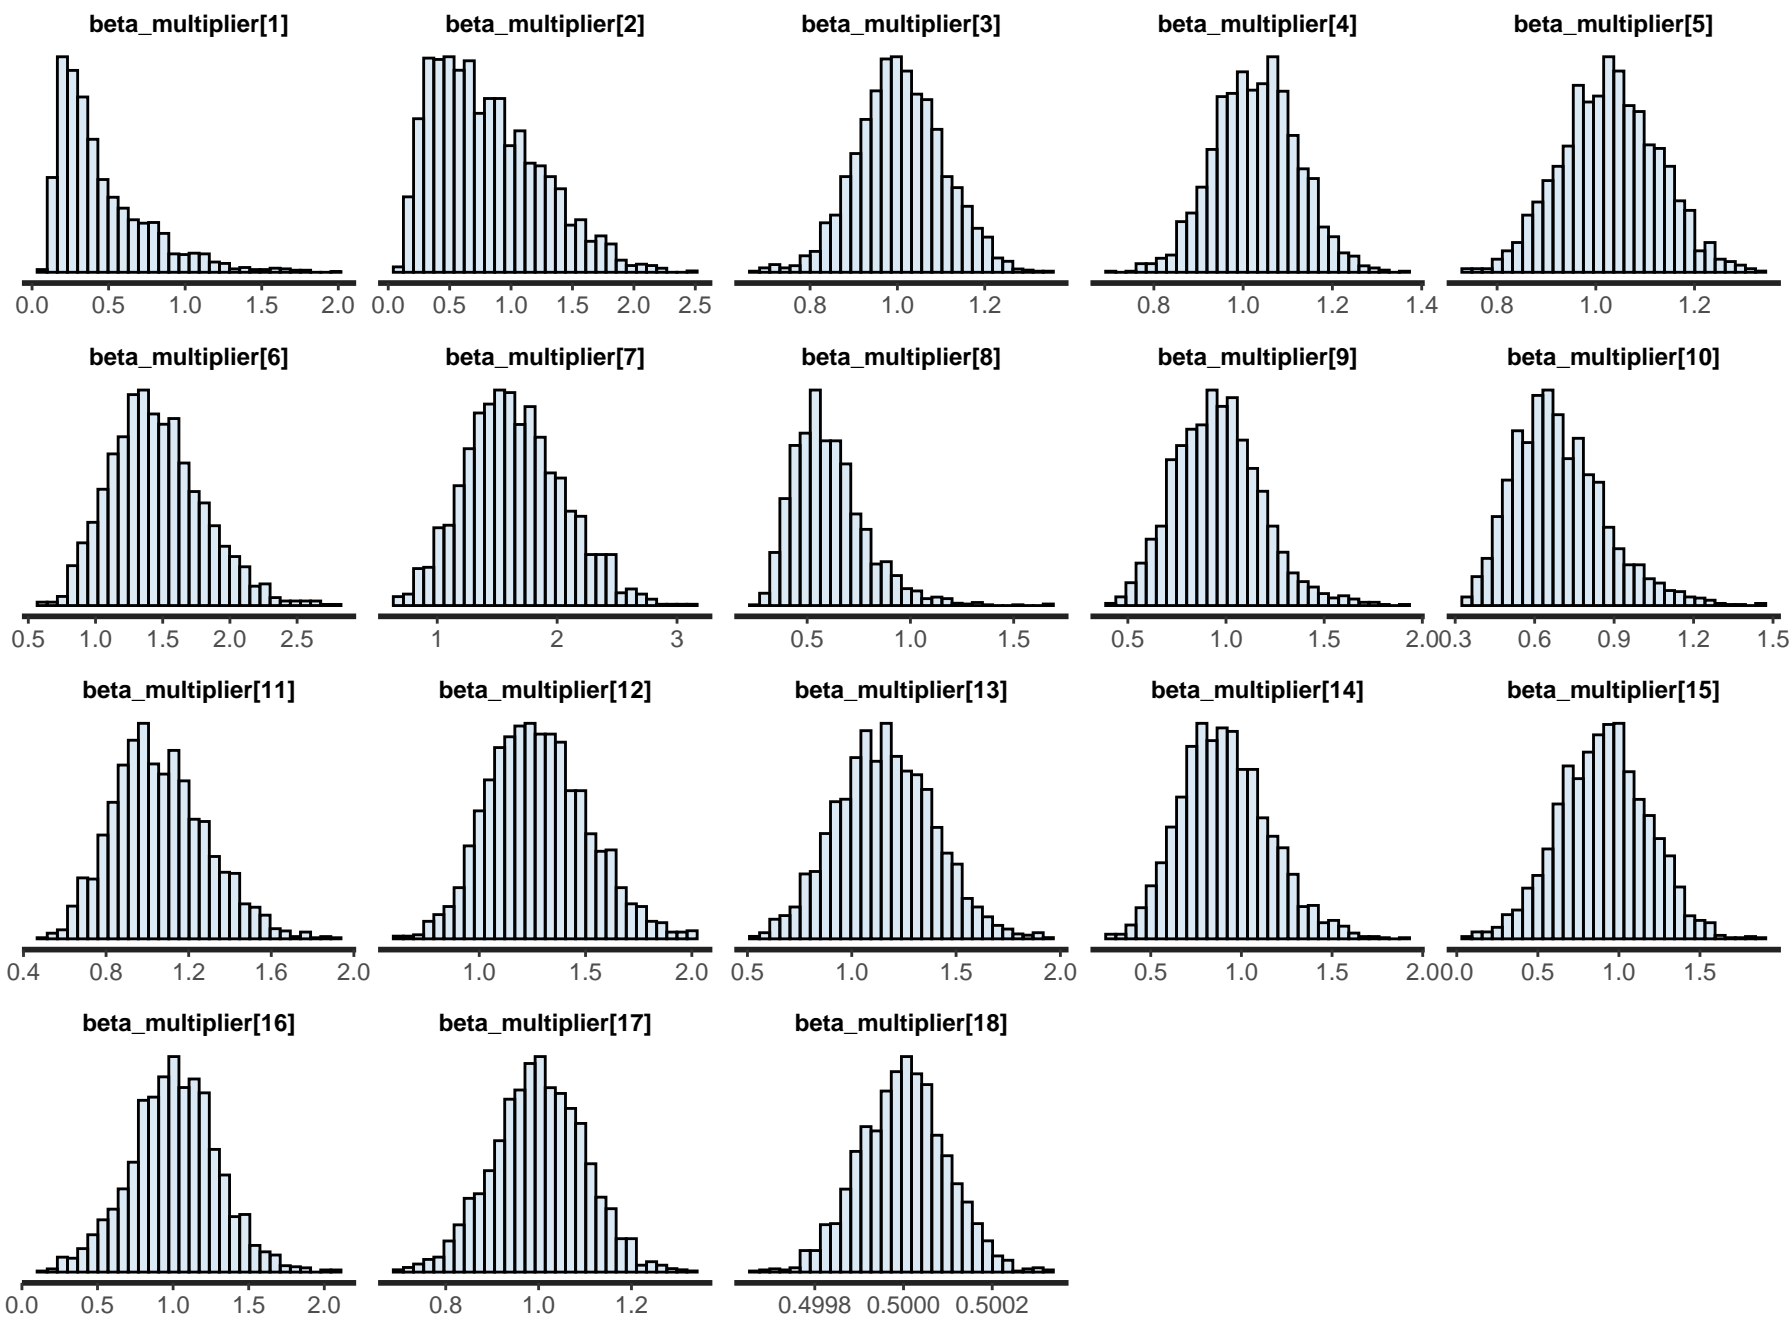 beta_multiplier[1] beta_multiplier[2] beta_multiplier[3] beta_multiplier[4] beta_multiplier[5]
0.0 0.5 1.0 1.5 2.0 0.0 0.5 1.0 1.5 2.0 2.5 0.8 1.0 1.2 0.8 1.0 1.2 1.4 0.8 1.0 1.2
beta_multiplier[6] beta_multiplier[7] beta_multiplier[8] beta_multiplier[9] beta_multiplier[10]
0.5 1.0 1.5 2.0 2.5 1 2 3 0.5 1.0 1.5 0.5 1.0 1.5 2.0 0.3 0.6 0.9 1.2 1.5
beta_multiplier[11] beta_multiplier[12] beta_multiplier[13] beta_multiplier[14] beta_multiplier[15]
0.4 0.8 1.2 1.6 2.0 1.0 1.5 2.0 0.5 1.0 1.5 2.0 0.5 1.0 1.5 2.0 0.0 0.5 1.0 1.5
beta_multiplier[16] beta_multiplier[17] beta_multiplier[18]
0.0 0.5 1.0 1.5 2.0 0.8 1.0 1.2 0.4998 0.5000 0.5002